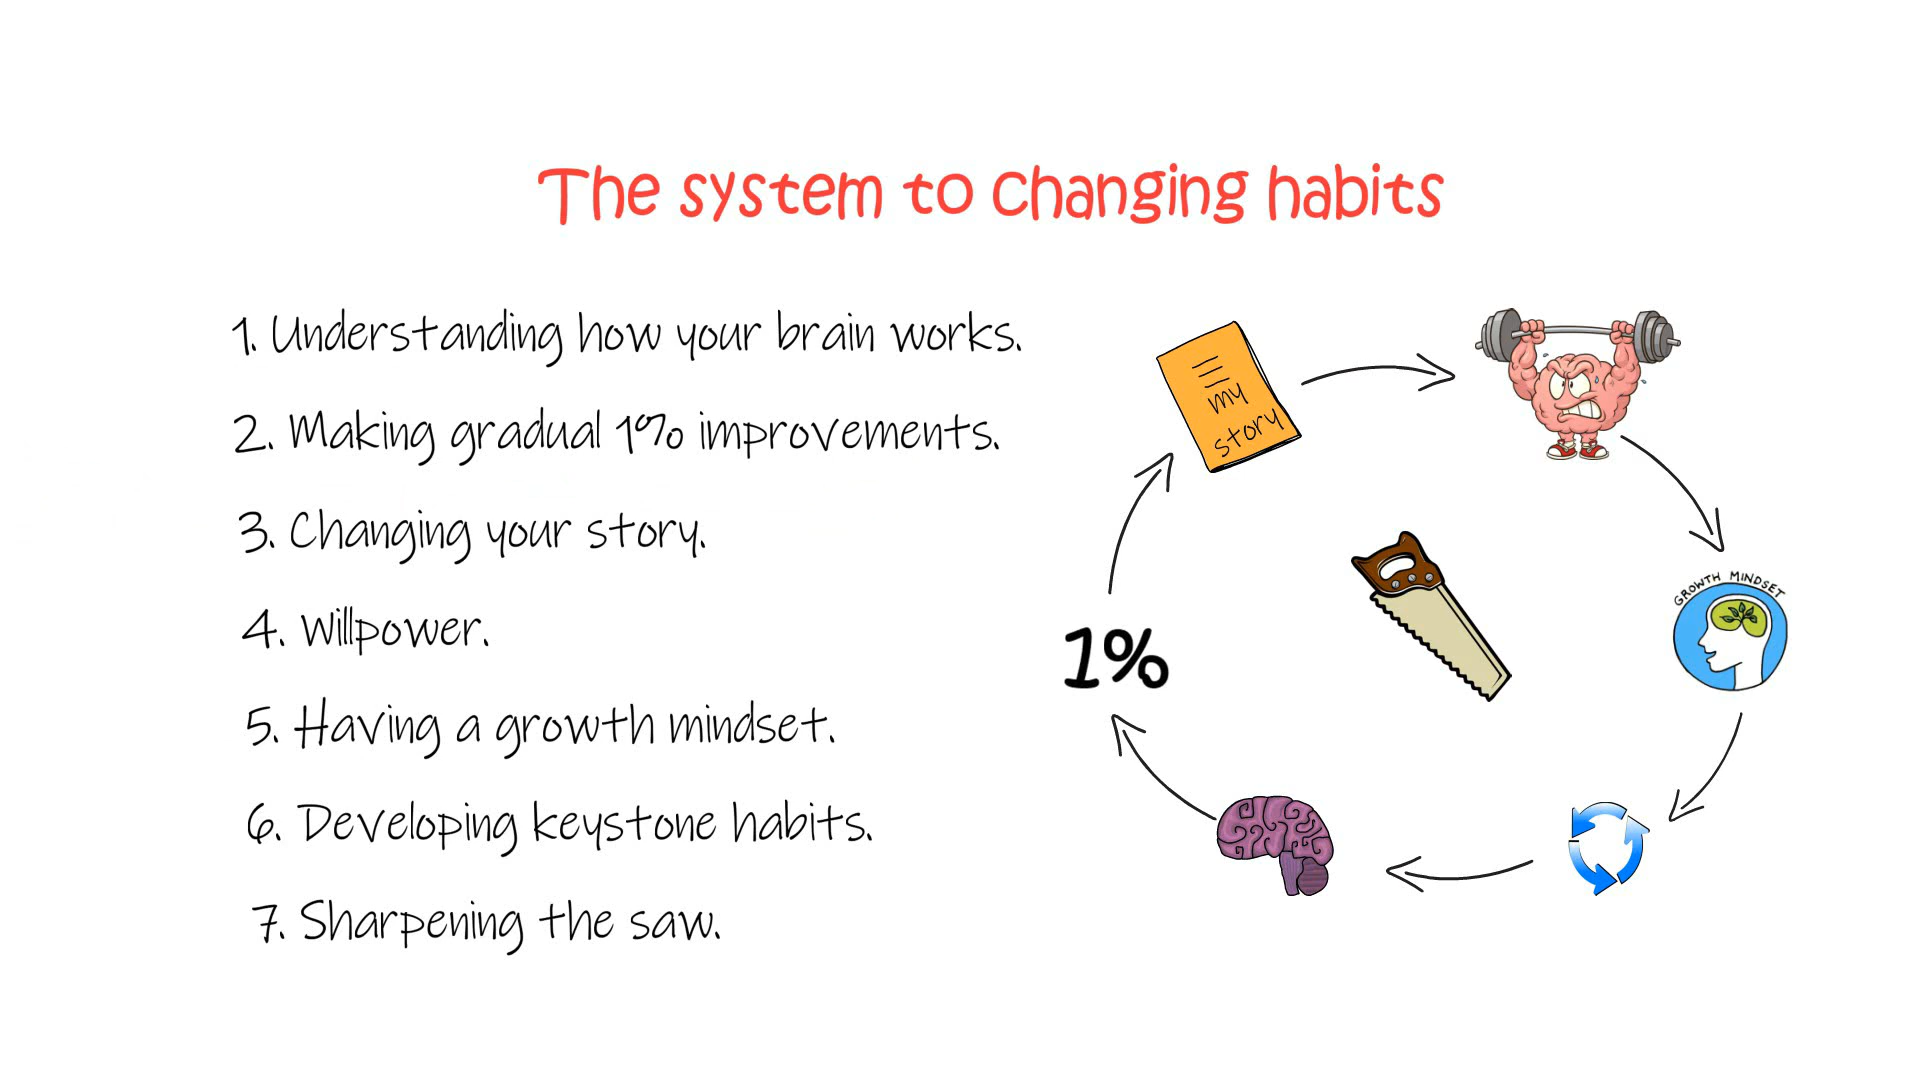 The system to changing habits
1. Understanding how your brain works.
2. Making gradual 1% improvements.
3. Changing your story.
4. Willpower.
5. Having a growth mindset.
6. Developing keystone habits.
7. Sharpening the saw.
my
story
GROWTH MINDSET
1%